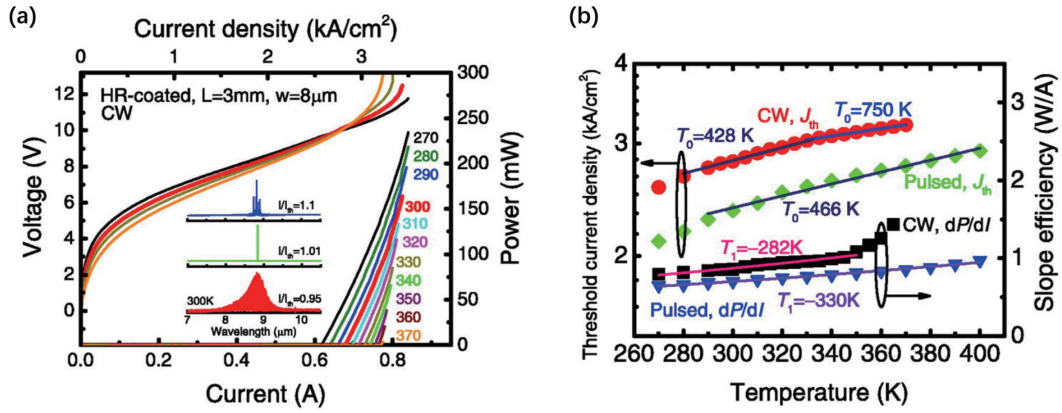 (a)
Current density (kA/cm²)
0 1 2 3
HR-coated, L=3mm, w=8μm
CW
Voltage (V)
12
10
8
6
4
2
0
Power (mW)
300
250
200
150
100
50
0
270
280
290
300
310
320
330
340
350
360
370
I/Ith=1.1
I/Ith=1.01
300K I/Ith=0.95
7 8 9 10
Wavelength (μm)
0.0 0.2 0.4 0.6 0.8 1.0
Current (A)
(b)
Threshold current density (kA/cm²)
4
3
2
Slope efficiency (W/A)
3
2
1
0
CW, Jth
T₀=750 K
T₀=428 K
Pulsed, Jth
T₀=466 K
CW, dP/dI
T₁=-282K
Pulsed, dP/dI
T₁=-330K
260 280 300 320 340 360 380 400
Temperature (K)